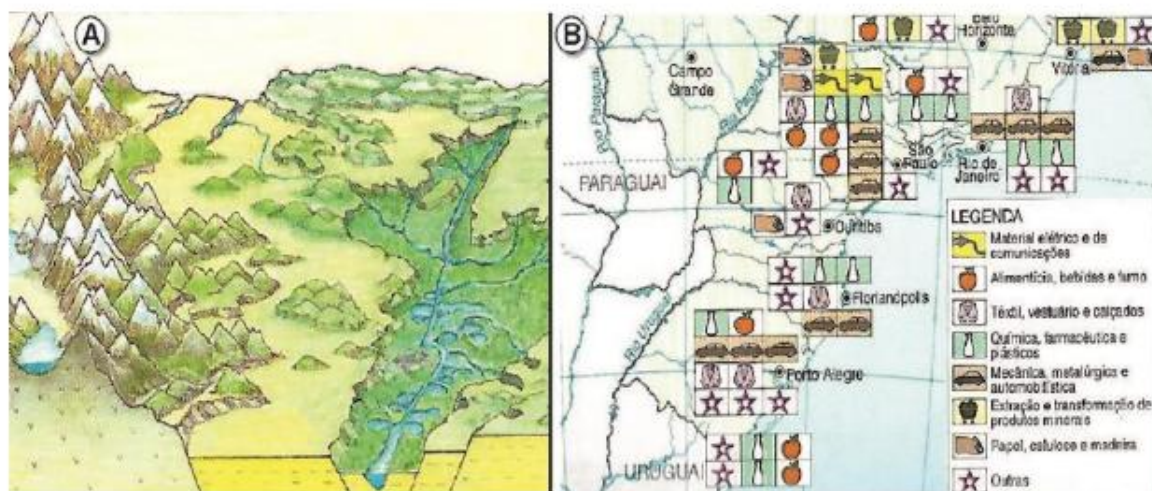 A
B
Belo
Horizonte
Campo
Grande
Vitória
Rio Paraguai
Rio Paraná
São
Paulo
Rio de
Janeiro
PARAGUAI
Curitiba
Florianópolis
Rio Uruguai
Porto Alegre
URUGUAI
LEGENDA
Material elétrico e de
comunicações
Alimentícia, bebidas e fumo
Têxtil, vestuário e calçados
Química, farmacêutica e
plásticos
Mecânica, metalúrgica e
automobilística
Extração e transformação de
produtos minerais
Papel, celulose e madeira
Outras